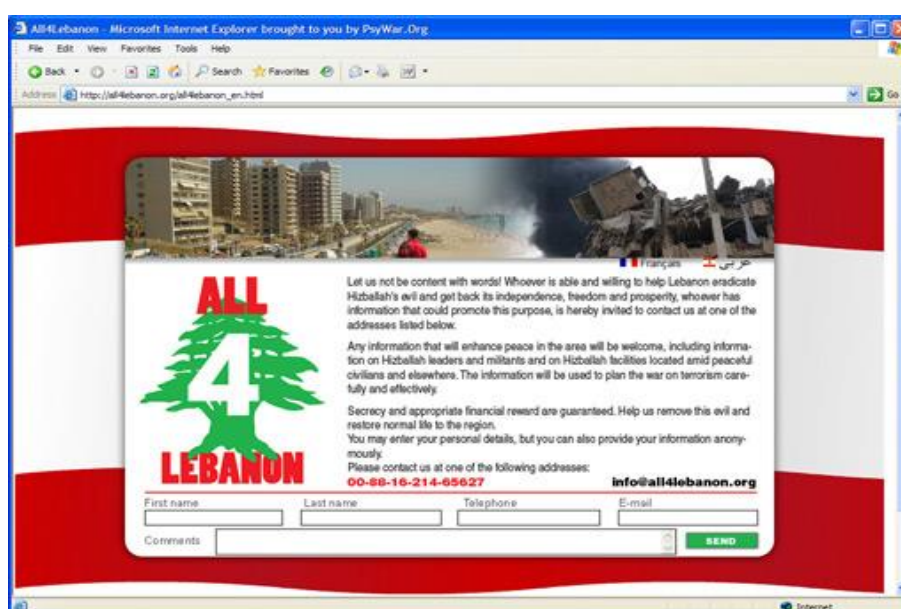 All4Lebanon - Microsoft Internet Explorer brought to you by PsyWar.Org
File Edit View Favorites Tools Help
Back Search Favorites
Address http://all4lebanon.org/all4lebanon_en.html Go
Français عربي
ALL
4
LEBANON
Let us not be content with words! Whoever is able and willing to help Lebanon eradicate
Hizballah's evil and get back its independence, freedom and prosperity, whoever has
information that could promote this purpose, is hereby invited to contact us at one of the
addresses listed below.
Any information that will enhance peace in the area will be welcome, including informa-
tion on Hizballah leaders and militants and on Hizballah facilities located amid peaceful
civilians and elsewhere. The information will be used to plan the war on terrorism care-
fully and effectively.
Secrecy and appropriate financial reward are guaranteed. Help us remove this evil and
restore normal life to the region.
You may enter your personal details, but you can also provide your information anony-
mously.
Please contact us at one of the following addresses:
00-88-16-214-65627 info@all4lebanon.org
First name Last name Telephone E-mail
Comments SEND
Internet